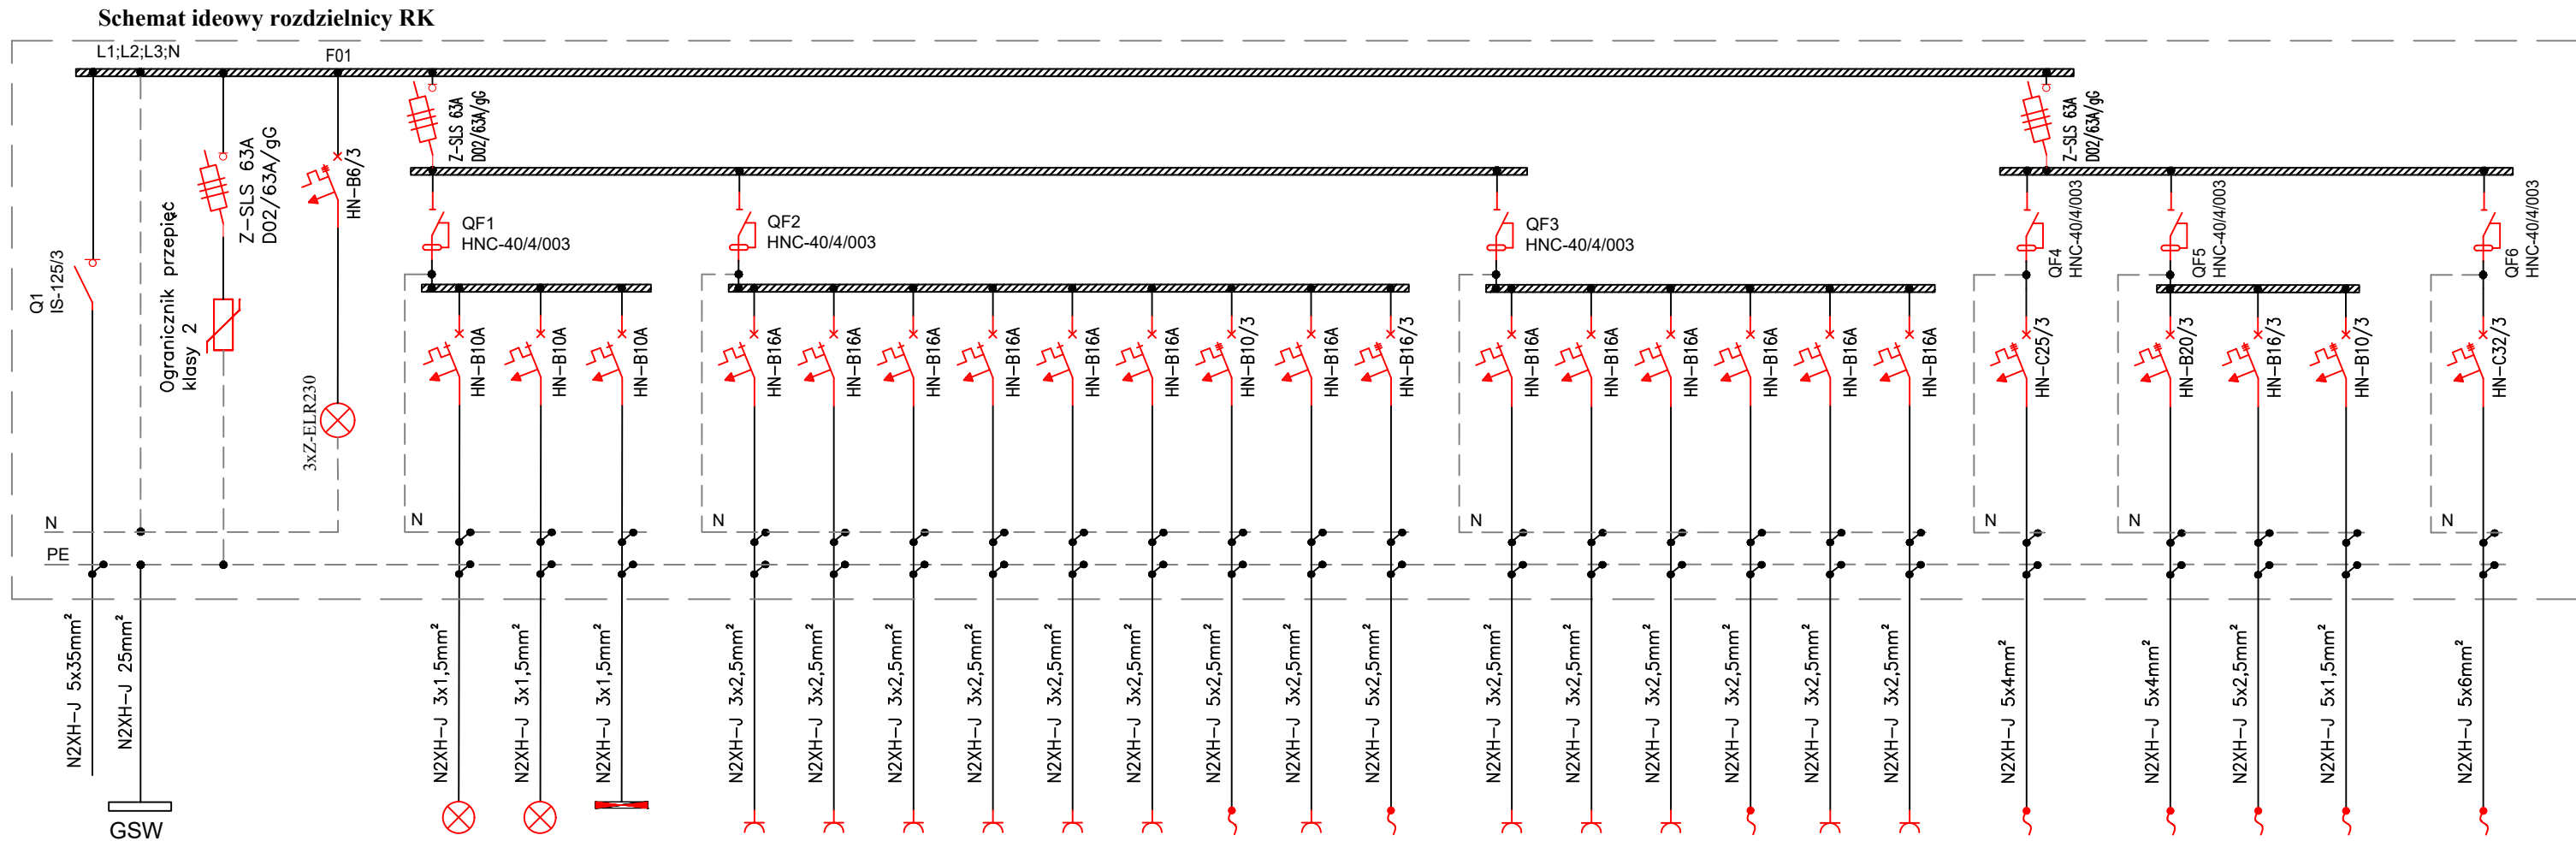 Schemat ideowy rozdzielnicy RK
L1;L2;L3;N
F01
Q1
IS-125/3
Ogranicznik przepięć
klasy 2
Z-SLS 63A
D02/63A/gG
HN-B6/3
3xZ-ELR230
Z-SLS 63A
D02/63A/gG
Z-SLS 63A
D02/63A/gG
QF1
HNC-40/4/003
QF2
HNC-40/4/003
QF3
HNC-40/4/003
QF4
HNC-40/4/003
QF5
HNC-40/4/003
QF6
HNC-40/4/003
HN-B10A
HN-B10A
HN-B10A
HN-B16A
HN-B16A
HN-B16A
HN-B16A
HN-B16A
HN-B16A
HN-B10/3
HN-B16A
HN-B16/3
HN-B16A
HN-B16A
HN-B16A
HN-B16A
HN-B16A
HN-B16A
HN-C25/3
HN-B20/3
HN-B16/3
HN-B10/3
HN-C32/3
N
N
N
N
N
N
N
PE
N2XH-J 5x35mm²
N2XH-J 25mm²
N2XH-J 3x1,5mm²
N2XH-J 3x1,5mm²
N2XH-J 3x1,5mm²
N2XH-J 3x2,5mm²
N2XH-J 3x2,5mm²
N2XH-J 3x2,5mm²
N2XH-J 3x2,5mm²
N2XH-J 3x2,5mm²
N2XH-J 3x2,5mm²
N2XH-J 5x2,5mm²
N2XH-J 3x2,5mm²
N2XH-J 5x2,5mm²
N2XH-J 3x2,5mm²
N2XH-J 3x2,5mm²
N2XH-J 3x2,5mm²
N2XH-J 3x2,5mm²
N2XH-J 3x2,5mm²
N2XH-J 3x2,5mm²
N2XH-J 5x4mm²
N2XH-J 5x4mm²
N2XH-J 5x2,5mm²
N2XH-J 5x1,5mm²
N2XH-J 5x6mm²
GSW